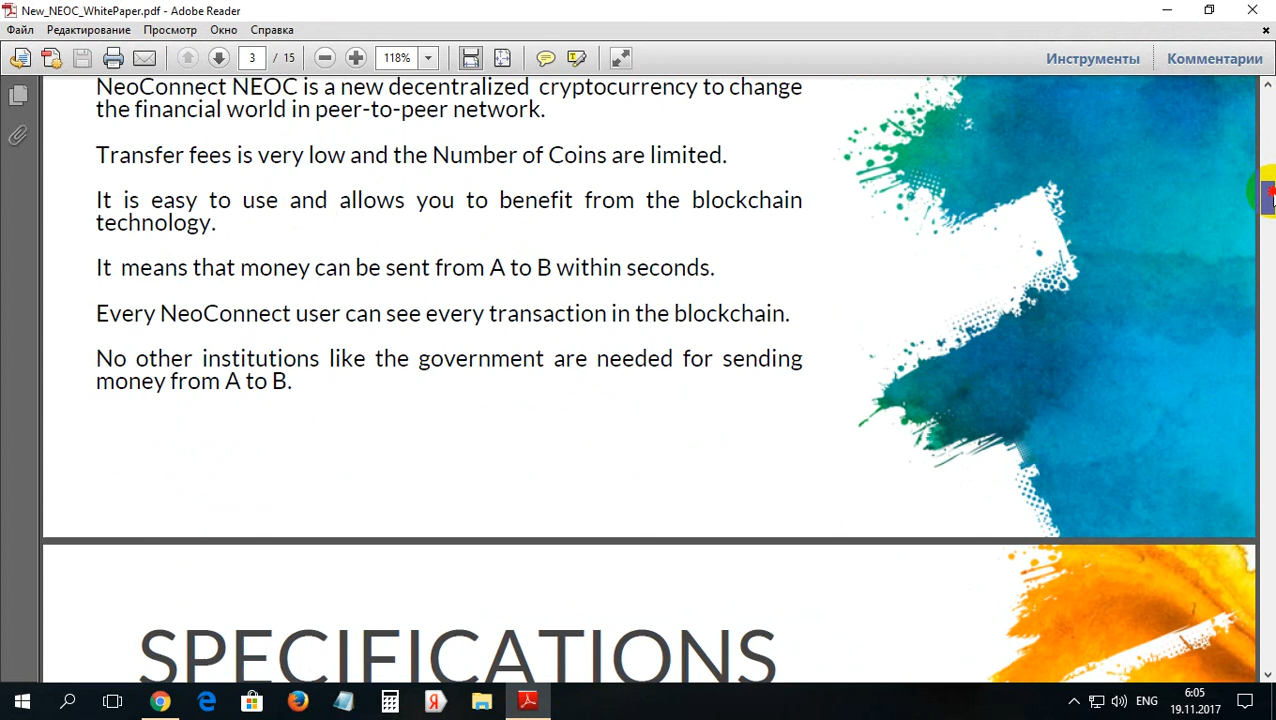 New_NEOC_WhitePaper.pdf - Adobe Reader
Файл Редактирование Просмотр Окно Справка
3 / 15 118% Инструменты Комментарии
NeoConnect NEOC is a new decentralized cryptocurrency to change
the financial world in peer-to-peer network.
Transfer fees is very low and the Number of Coins are limited.
It is easy to use and allows you to benefit from the blockchain
technology.
It means that money can be sent from A to B within seconds.
Every NeoConnect user can see every transaction in the blockchain.
No other institutions like the government are needed for sending
money from A to B.
SPECIFICATIONS
ENG
6:05
19.11.2017